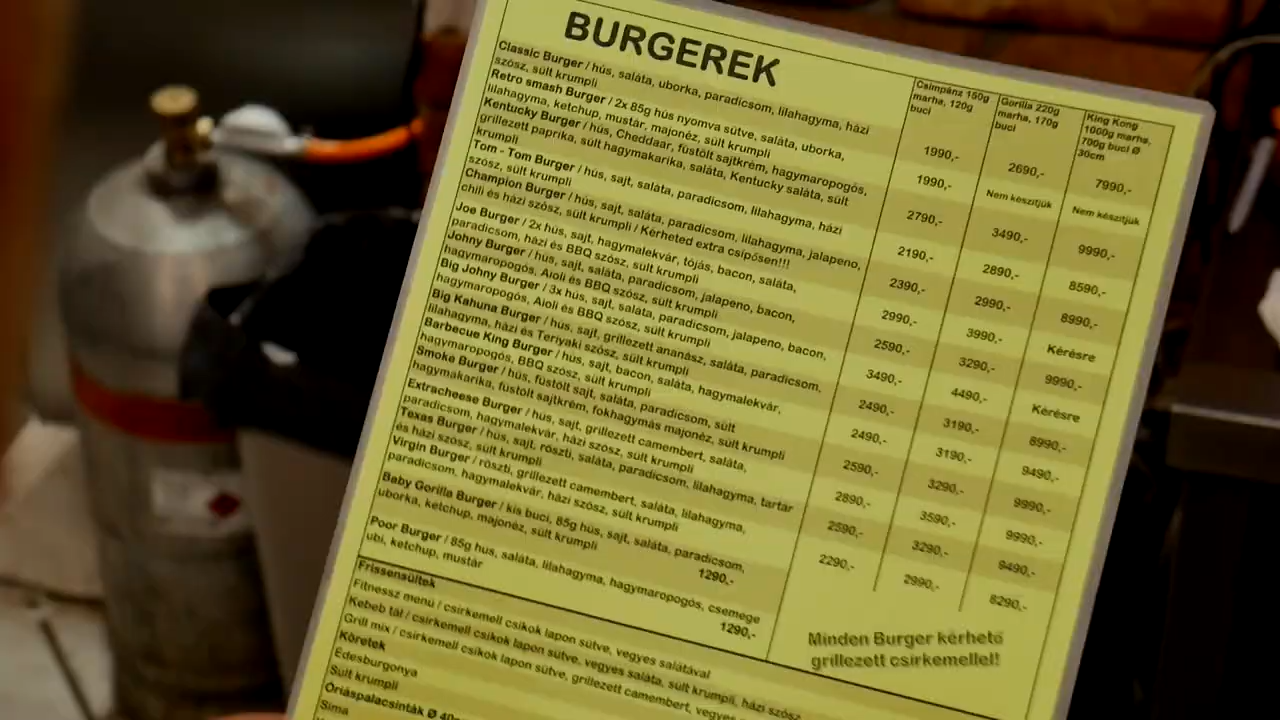 BURGEREK
Csimpánz 150g
marha, 120g
buci
Gorilla 220g
marha, 170g
buci
King Kong
1000g marha,
700g buci Ø
30cm
Classic Burger / hús, saláta, uborka, paradicsom, lilahagyma, házi
szósz, sült krumpli
1990,- 2690,- 7990,-
Retro smash Burger / 2x 85g hús nyomva sütve, saláta, uborka,
lilahagyma, ketchup, mustár, majonéz, sült krumpli
1990,- Nem készítjük Nem készítjük
Kentucky Burger / hús, Cheddaar, füstölt sajtkrém, hagymaropogós,
grillezett paprika, sült hagymakarika, saláta, Kentucky saláta, sült
krumpli
2790,- 3490,- 9990,-
Tom - Tom Burger / hús, sajt, saláta, paradicsom, lilahagyma, házi
szósz, sült krumpli
2190,- 2890,- 8590,-
Champion Burger / hús, sajt, saláta, paradicsom, lilahagyma, jalapeno,
chili és házi szósz, sült krumpli / Kérheted extra csípősen!!!
2390,- 2990,- 8990,-
Joe Burger / 2x hús, sajt, hagymalekvár, tójás, bacon, saláta,
paradicsom, házi és BBQ szósz, sült krumpli
2990,- 3990,- Kérésre
Johny Burger / hús, sajt, saláta, paradicsom, jalapeno, bacon,
hagymaropogós, Aioli és BBQ szósz, sült krumpli
2590,- 3290,- 9990,-
Big Johny Burger / 3x hús, sajt, saláta, paradicsom, jalapeno, bacon,
hagymaropogós, Aioli és BBQ szósz, sült krumpli
3490,- 4490,- Kérésre
Big Kahuna Burger / hús, sajt, grillezett ananász, saláta, paradicsom,
lilahagyma, házi és Teriyaki szósz, sült krumpli
2490,- 3190,- 8990,-
Barbecue King Burger / hús, sajt, bacon, saláta, hagymalekvár,
hagymaropogós, BBQ szósz, sült krumpli
2490,- 3190,- 9490,-
Smoke Burger / hús, füstölt sajt, saláta, paradicsom, sült
hagymakarika, füstölt sajtkrém, fokhagymás majonéz, sült krumpli
2590,- 3290,- 9990,-
Extracheese Burger / hús, sajt, grillezett camembert, saláta,
paradicsom, hagymalekvár, házi szósz, sült krumpli
2890,- 3590,- 9990,-
Texas Burger / hús, sajt, röszti, saláta, paradicsom, lilahagyma, tartar
és házi szósz, sült krumpli
2590,- 3290,- 9490,-
Virgin Burger / röszti, grillezett camembert, saláta, lilahagyma,
paradicsom, hagymalekvár, házi szósz, sült krumpli
2290,- 2990,- 8290,-
Baby Gorilla Burger / kis buci, 85g hús, sajt, saláta, paradicsom,
uborka, ketchup, majonéz, sült krumpli
1290,-
Poor Burger / 85g hús, saláta, lilahagyma, hagymaropogós, csemege
ubi, ketchup, mustár
1290,-
Minden Burger kérhető
grillezett csirkemellel!
Frissensültek
Fitnessz menü / csirkemell csíkok lapon sütve, vegyes salátával
Kebeb tál / csirkemell csíkok lapon sütve, vegyes saláta, sült krumpli, házi szósz
Grill mix / csirkemell csíkok lapon sütve, grillezett camembert, vegyes
Köretek
Édesburgonya
Sült krumpli
Óriáspalacsinták Ø
Sima